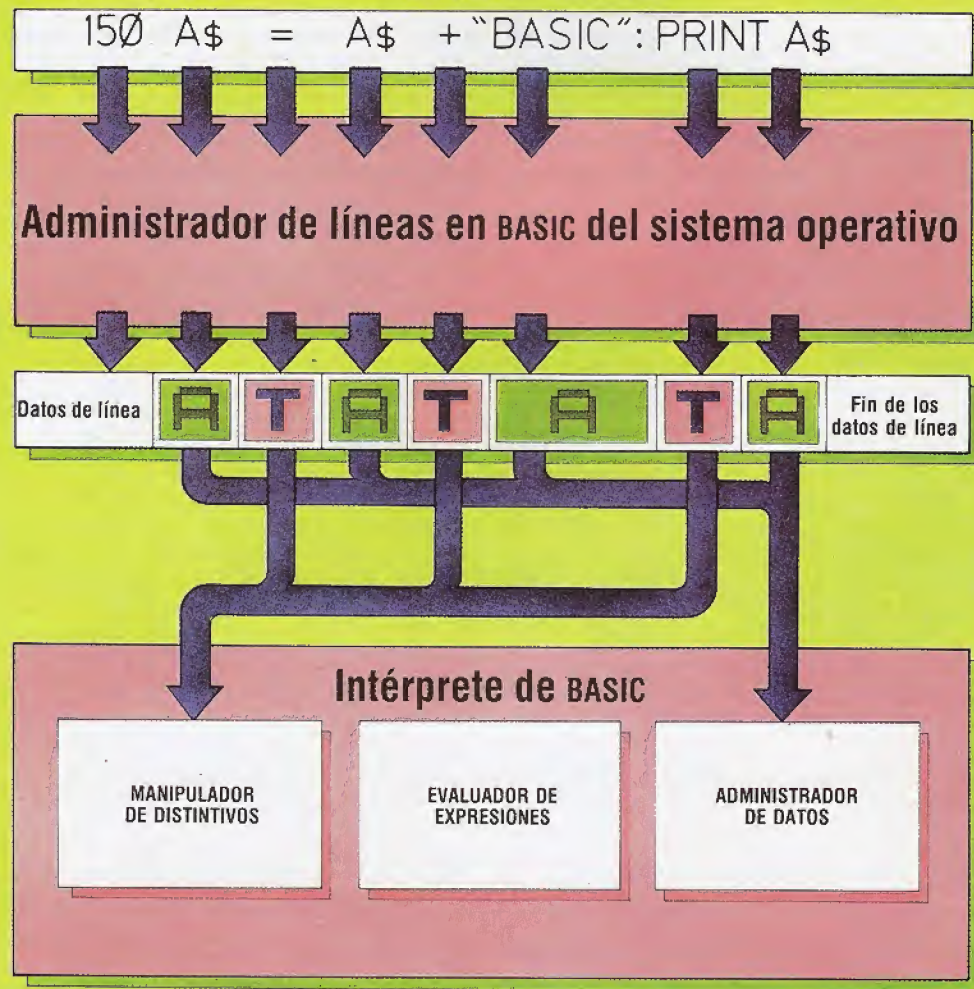 150 A$ = A$ + "BASIC": PRINT A$
Administrador de líneas en BASIC del sistema operativo
Datos de línea A T A T A T A Fin de los
datos de línea
Intérprete de BASIC
MANIPULADOR
DE DISTINTIVOS
EVALUADOR DE
EXPRESIONES
ADMINISTRADOR
DE DATOS